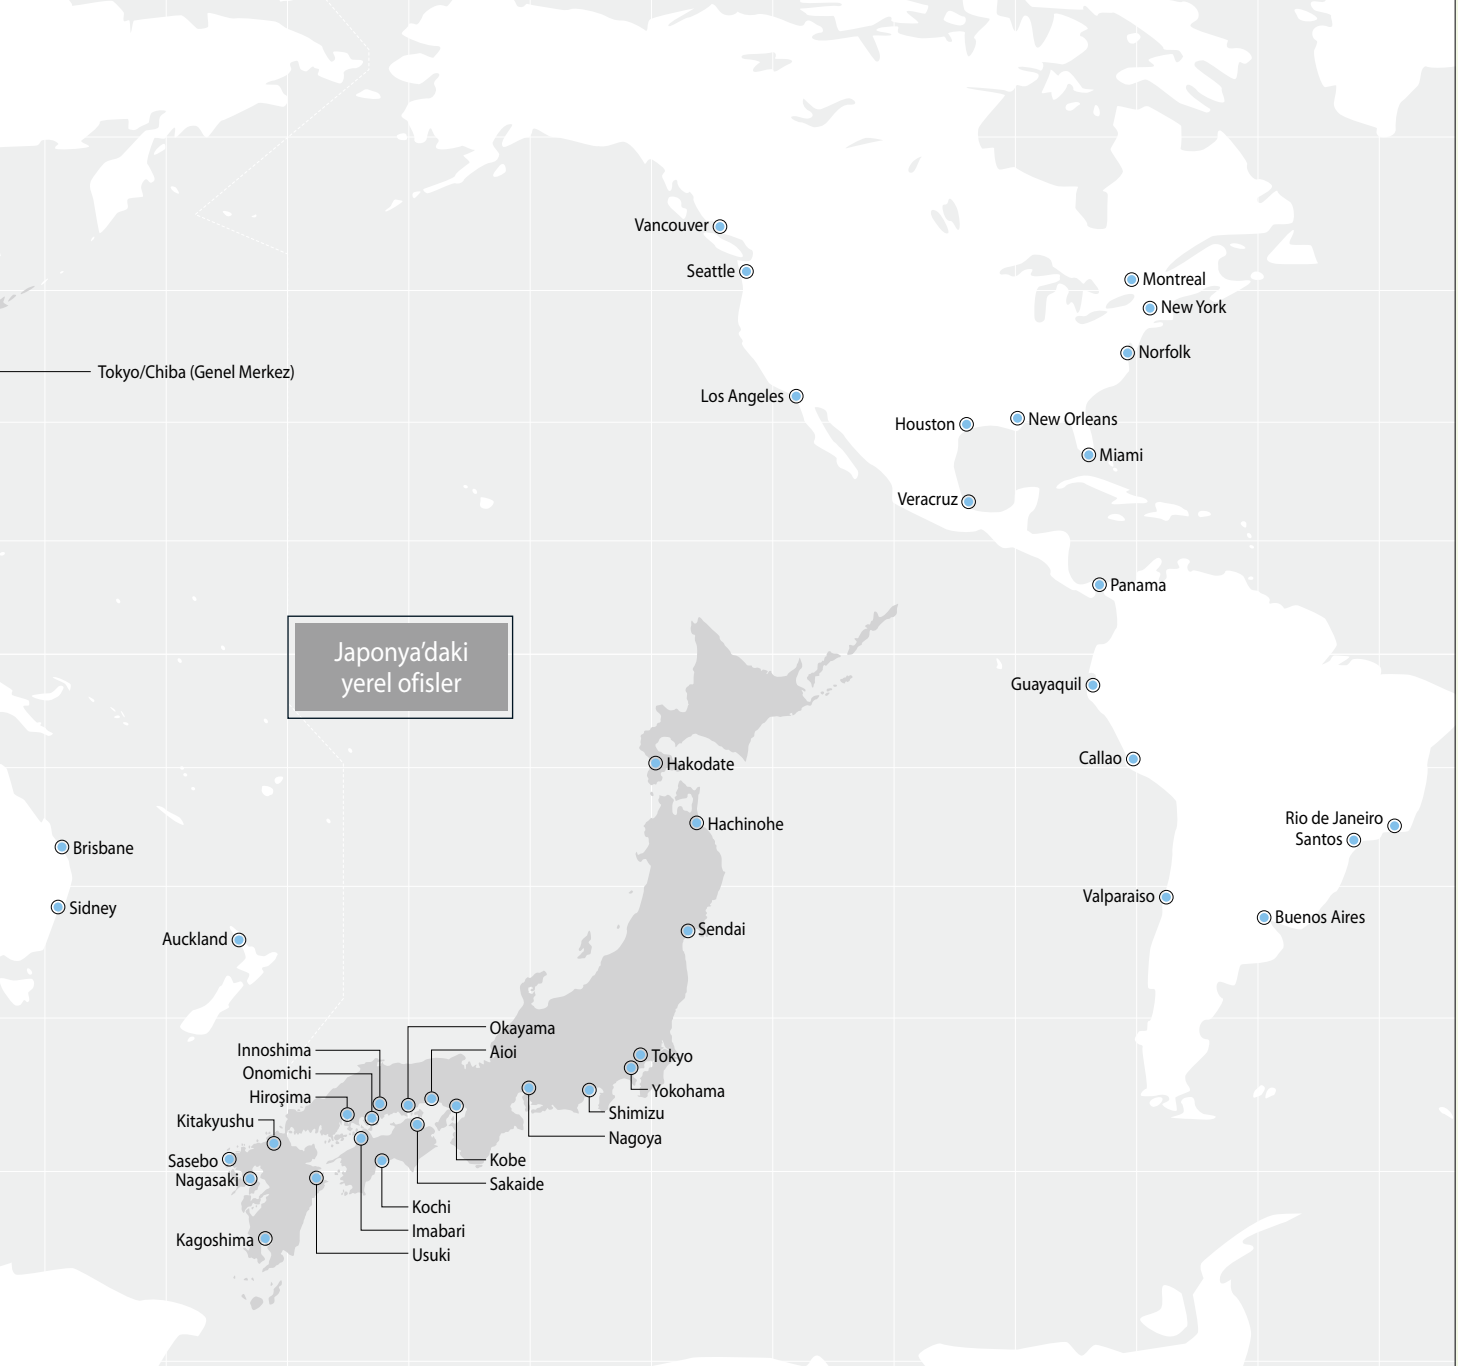 Vancouver
Seattle
Montreal
New York
Norfolk
Tokyo/Chiba (Genel Merkez)
Los Angeles
New Orleans
Houston
Miami
Veracruz
Panama
Japonya'daki
yerel ofisler
Guayaquil
Callao
Hakodate
Rio de Janeiro
Hachinohe
Santos
Brisbane
Valparaiso
Sidney
Buenos Aires
Sendai
Auckland
Okayama
Innoshima
Aioi
Tokyo
Onomichi
Yokohama
Hiroşima
Shimizu
Kitakyushu
Nagoya
Sasebo
Kobe
Nagasaki
Sakaide
Kochi
Imabari
Kagoshima
Usuki